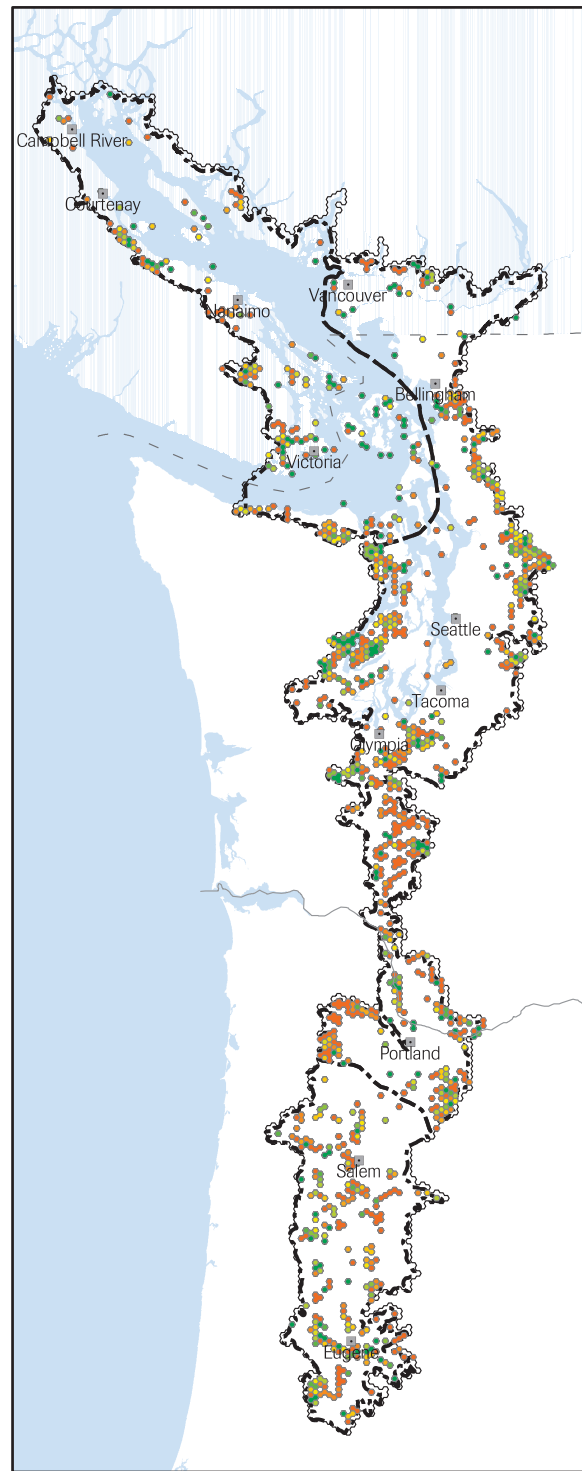 Campbell River
Courtenay
Vancouver
Nanaimo
Bellingham
Victoria
Seattle
Tacoma
Olympia
Portland
Salem
Eugene